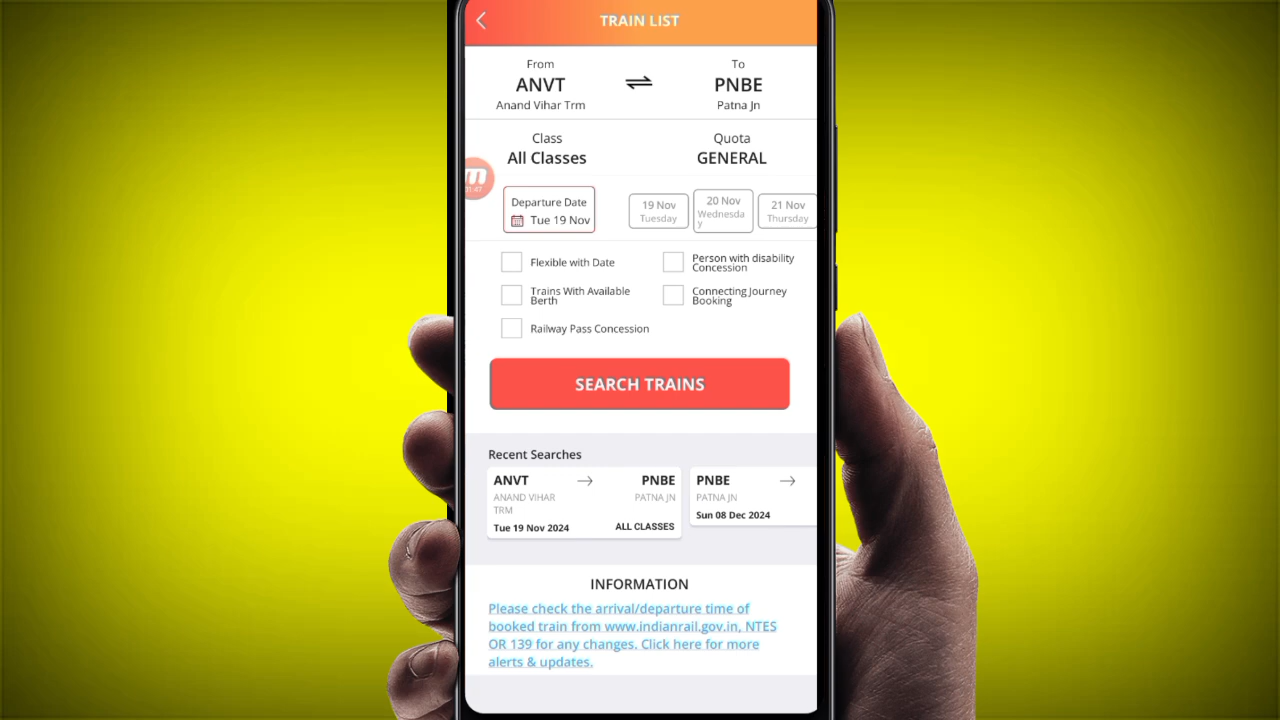 TRAIN LIST
From
To
ANVT
PNBE
Anand Vihar Trm
Patna Jn
Class
Quota
All Classes
GENERAL
m
01:47
Departure Date
Tue 19 Nov
19 Nov
Tuesday
20 Nov
Wednesda
y
21 Nov
Thursday
Flexible with Date
Person with disability
Concession
Trains With Available
Berth
Connecting Journey
Booking
Railway Pass Concession
SEARCH TRAINS
Recent Searches
ANVT
PNBE
ANAND VIHAR
TRM
PATNA JN
Tue 19 Nov 2024
ALL CLASSES
PNBE
PATNA JN
Sun 08 Dec 2024
INFORMATION
Please check the arrival/departure time of
booked train from www.indianrail.gov.in, NTES
OR 139 for any changes. Click here for more
alerts & updates.